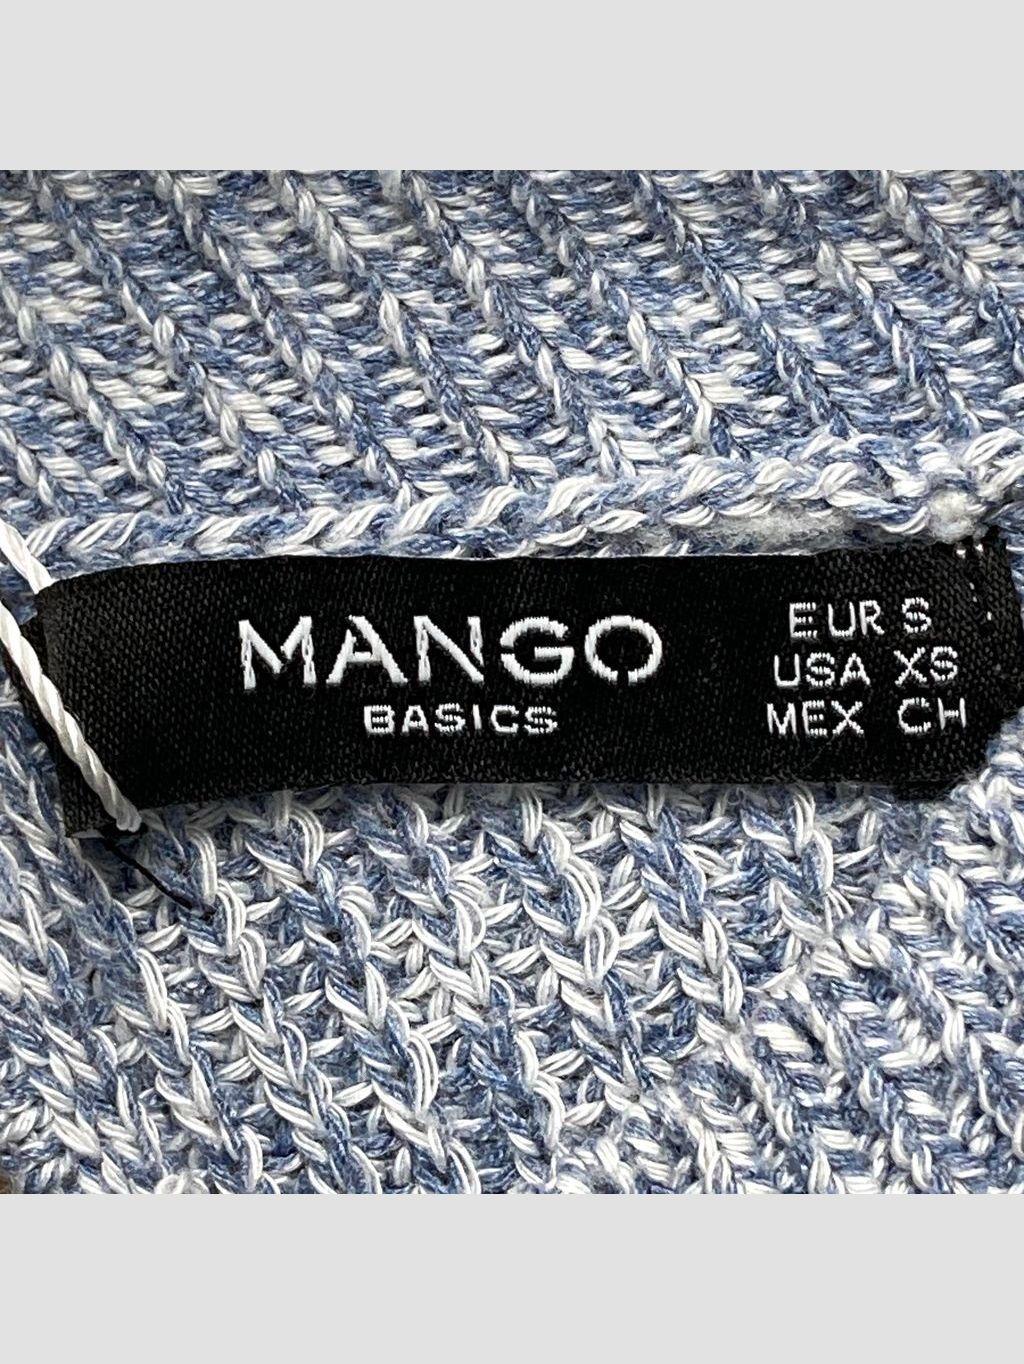 MANGO
BASICS
EUR S
USA XS
MEX CH